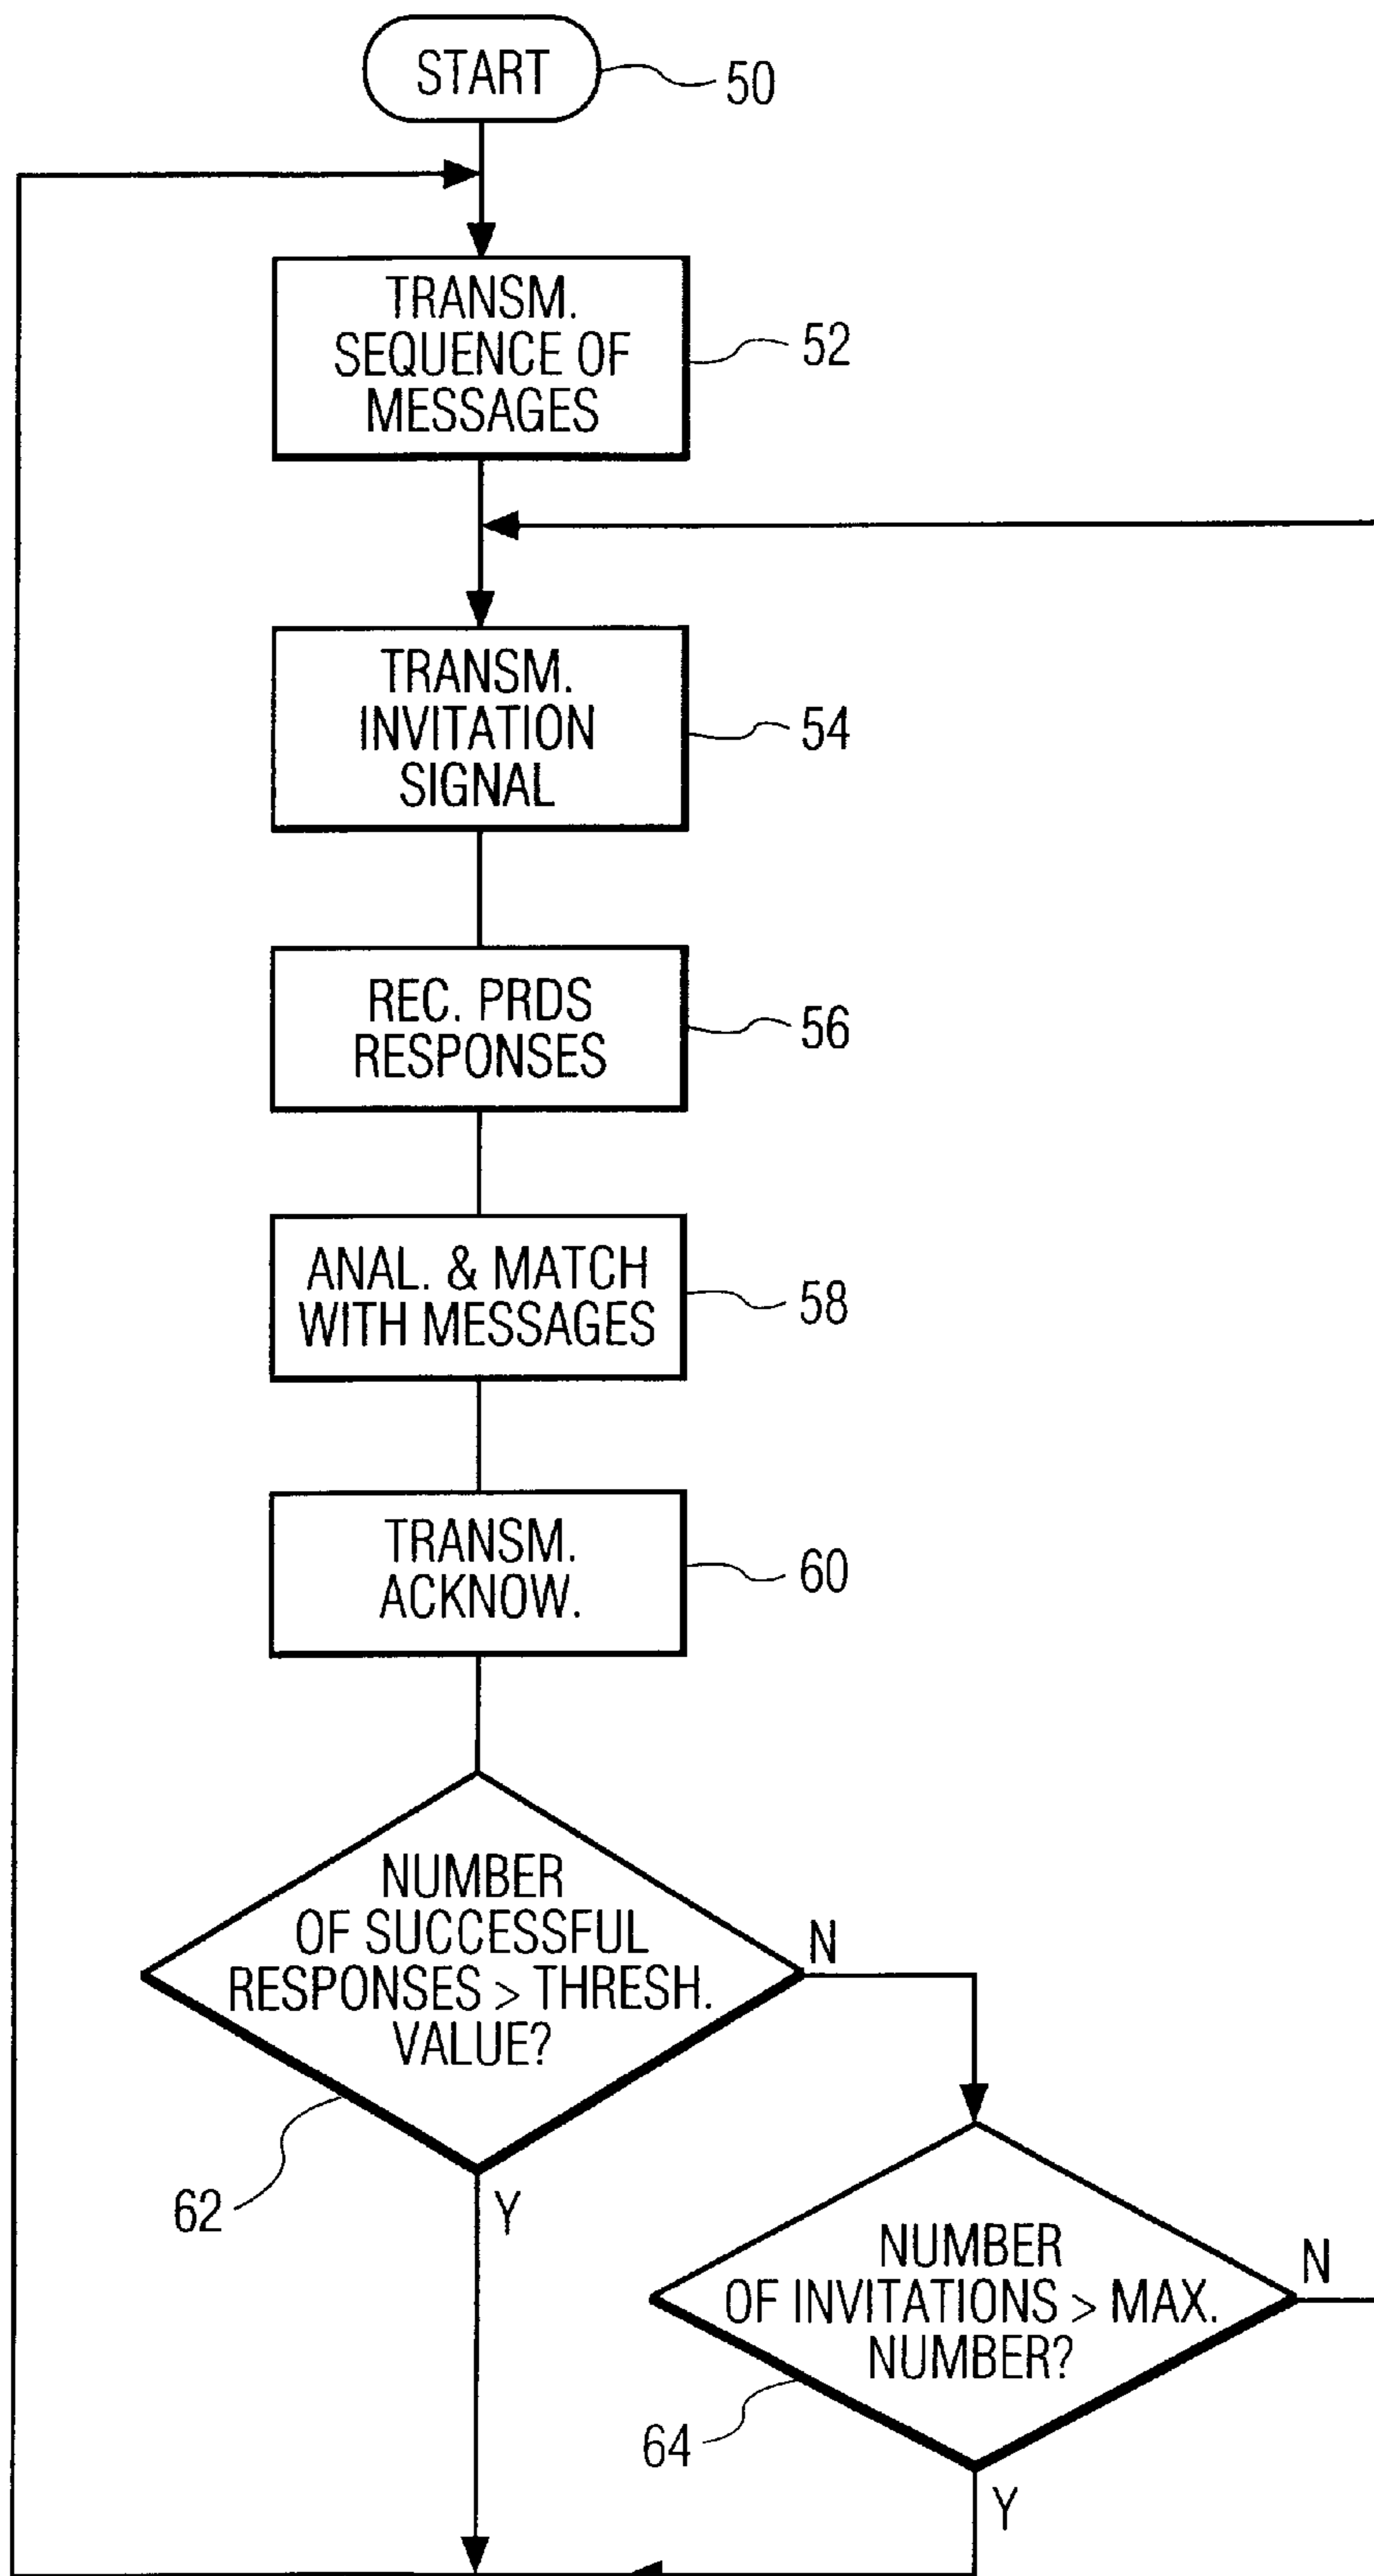 START
50
TRANSM.
SEQUENCE OF
MESSAGES
52
TRANSM.
INVITATION
SIGNAL
54
REC. PRDS
RESPONSES
56
ANAL. & MATCH
WITH MESSAGES
58
TRANSM.
ACKNOW.
60
NUMBER
OF SUCCESSFUL
RESPONSES > THRESH.
VALUE?
N
62
Y
NUMBER
OF INVITATIONS > MAX.
NUMBER?
N
64
Y